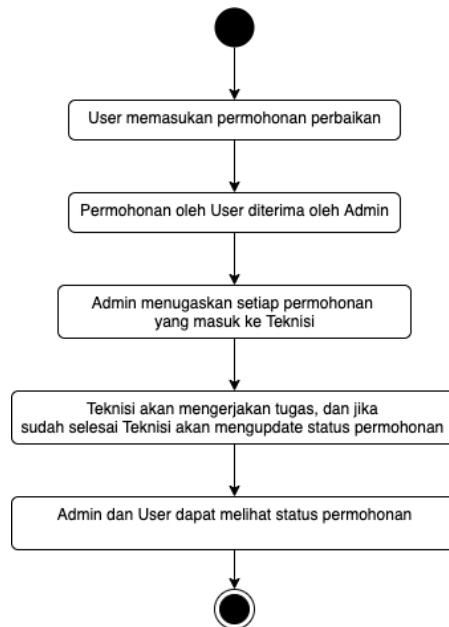 User memasukan permohonan perbaikan
Permohonan oleh User diterima oleh Admin
Admin menugaskan setiap permohonan
yang masuk ke Teknisi
Teknisi akan mengerjakan tugas, dan jika
sudah selesai Teknisi akan mengupdate status permohonan
Admin dan User dapat melihat status permohonan